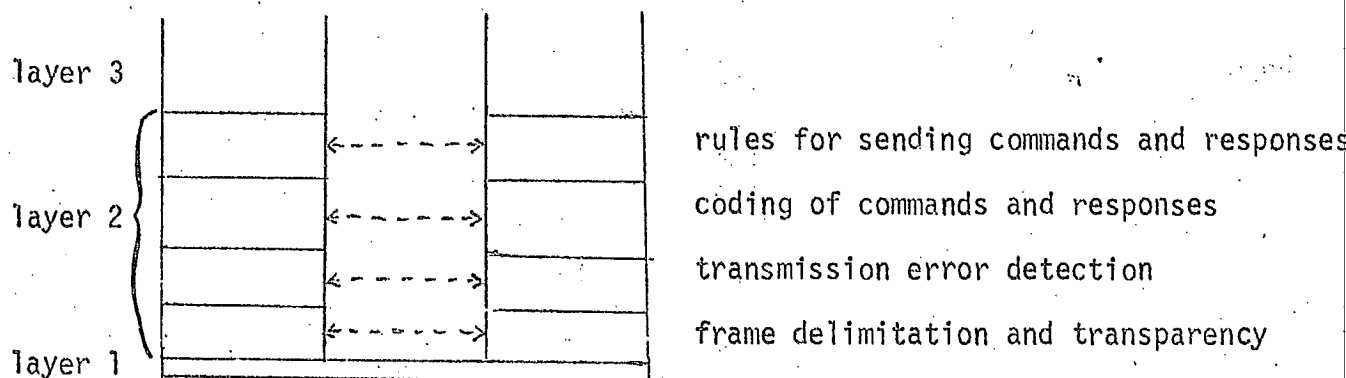 layer 3
rules for sending commands and responses
layer 2
coding of commands and responses
transmission error detection
frame delimitation and transparency
layer 1